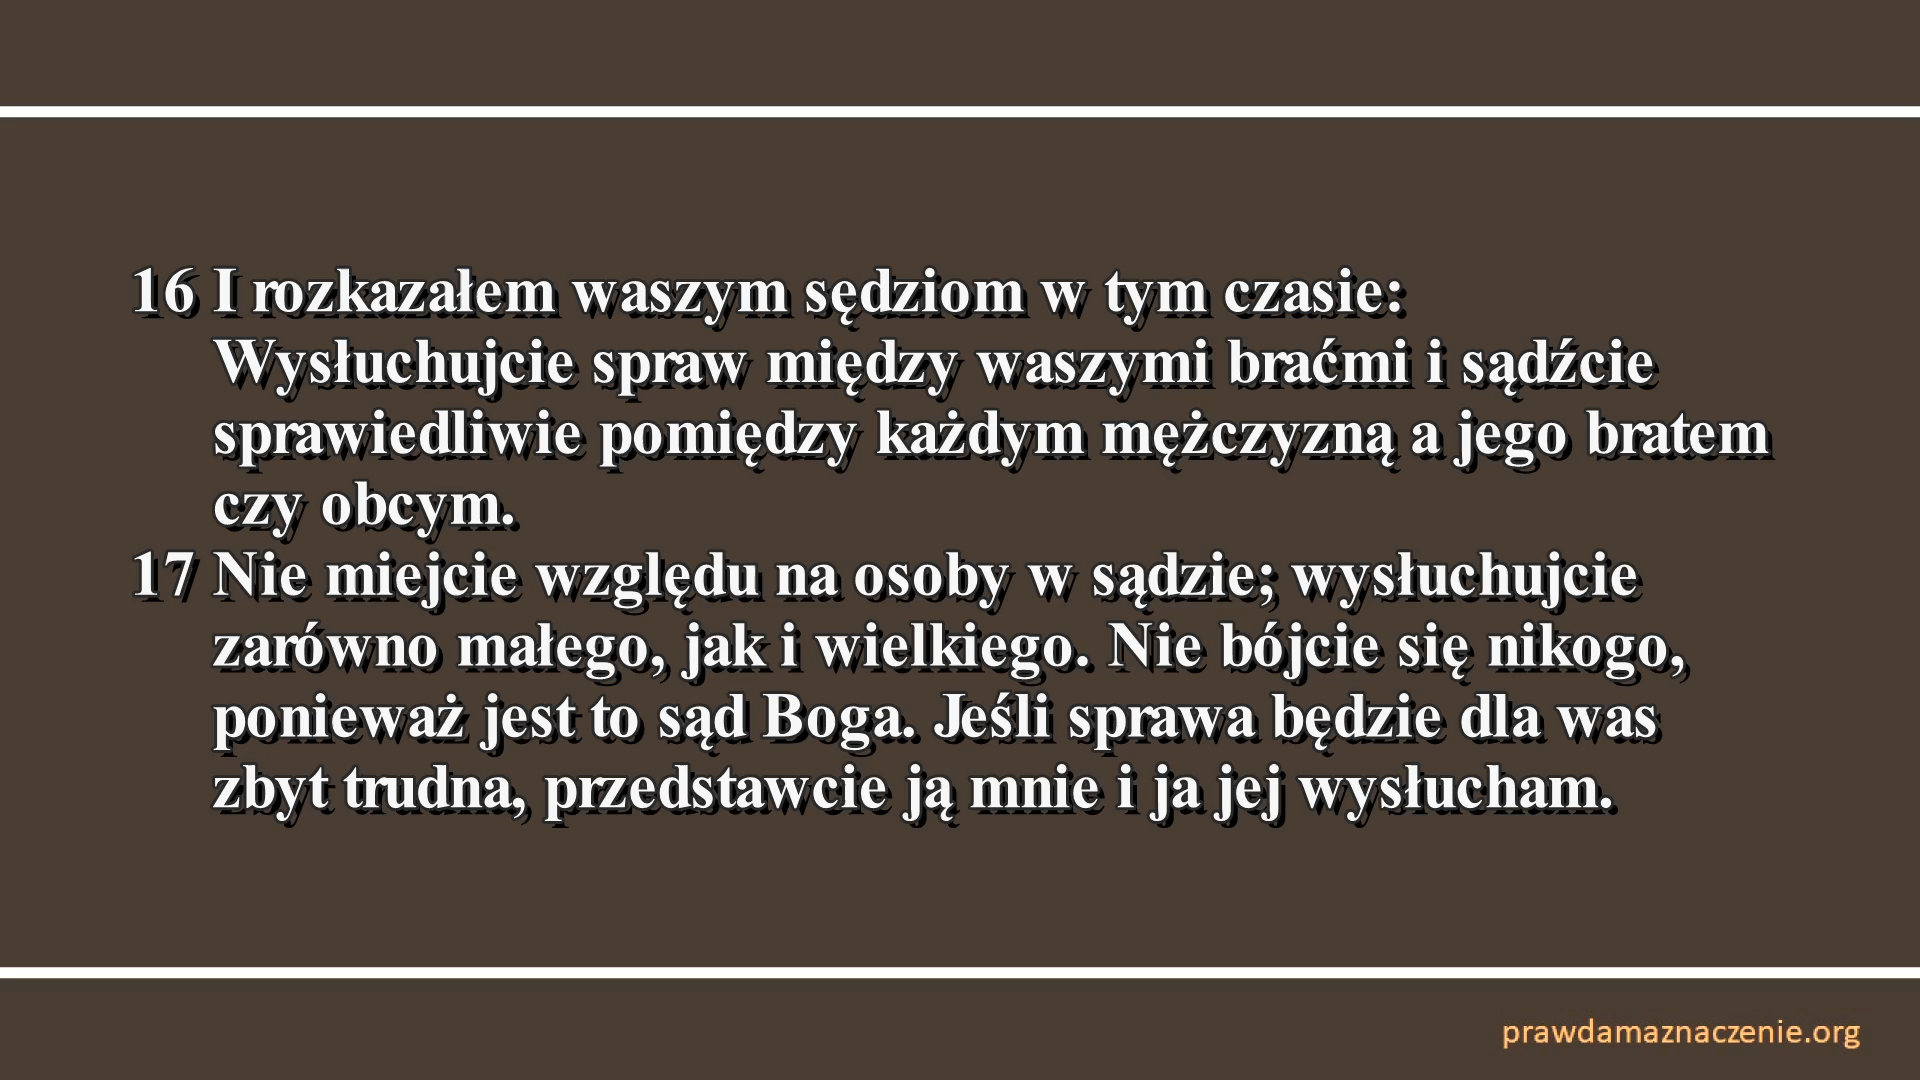 16 I rozkazałem waszym sędziom w tym czasie:
Wysłuchujcie spraw między waszymi braćmi i sądźcie
sprawiedliwie pomiędzy każdym mężczyzną a jego bratem
czy obcym.
17 Nie miejcie względu na osoby w sądzie; wysłuchujcie
zarówno małego, jak i wielkiego. Nie bójcie się nikogo,
ponieważ jest to sąd Boga. Jeśli sprawa będzie dla was
zbyt trudna, przedstawcie ją mnie i ja jej wysłucham.
prawdamaznaczenie.org